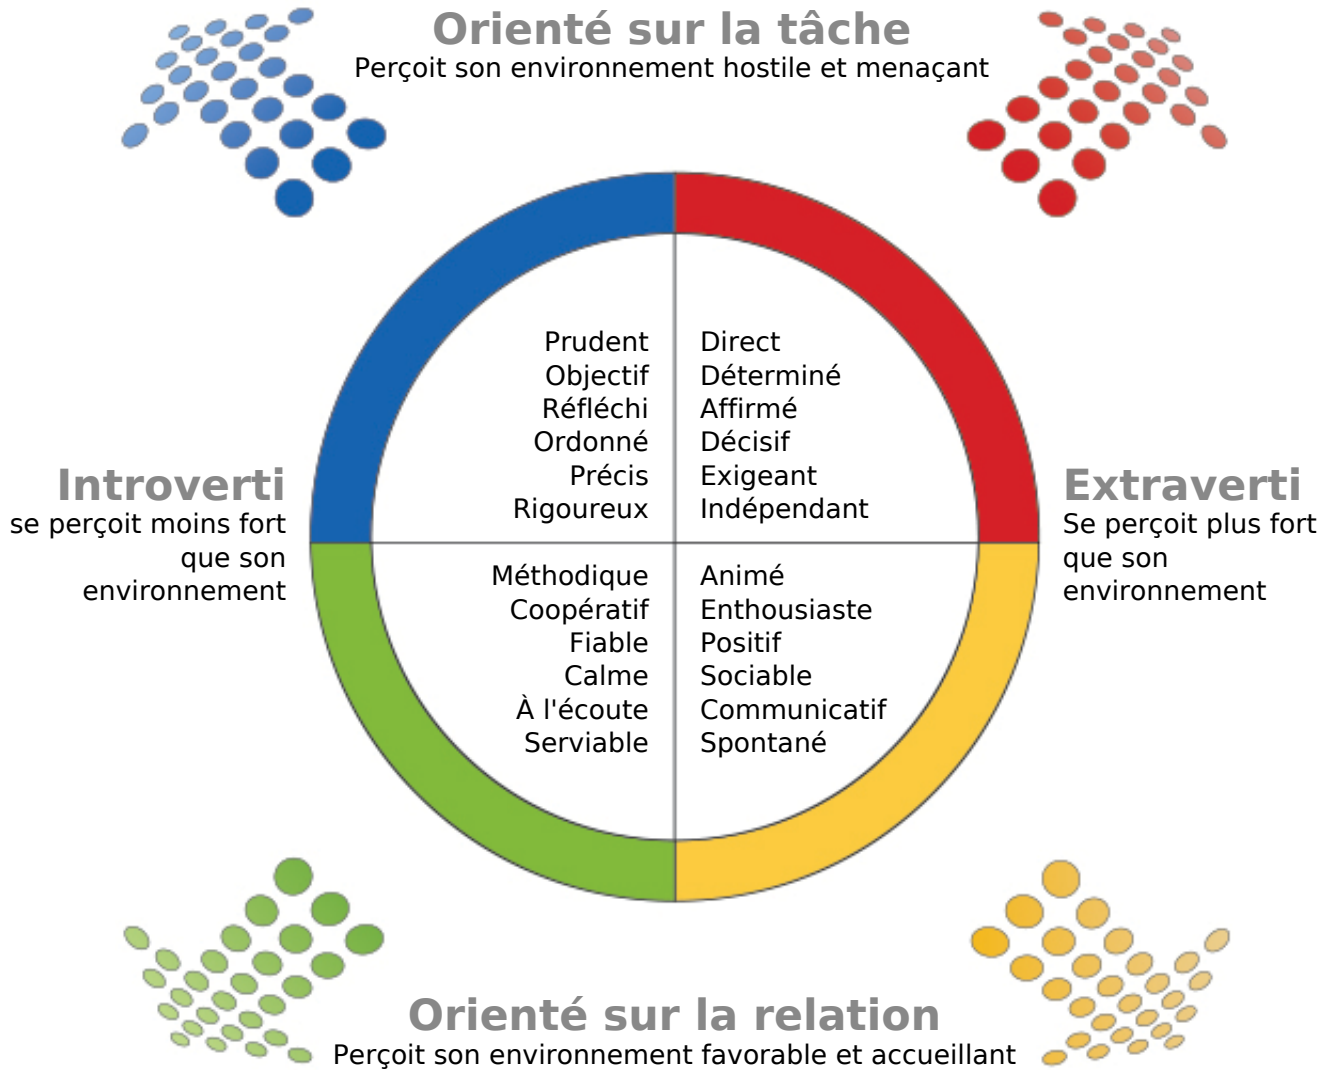 Orienté sur la tâche
Perçoit son environnement hostile et menaçant
Prudent
Objectif
Réfléchi
Ordonné
Précis
Rigoureux
Direct
Déterminé
Affirmé
Décisif
Exigeant
Indépendant
Introverti
se perçoit moins fort
que son
environnement
Extraverti
Se perçoit plus fort
que son
environnement
Méthodique
Coopératif
Fiable
Calme
À l'écoute
Serviable
Animé
Enthousiaste
Positif
Sociable
Communicatif
Spontané
Orienté sur la relation
Perçoit son environnement favorable et accueillant